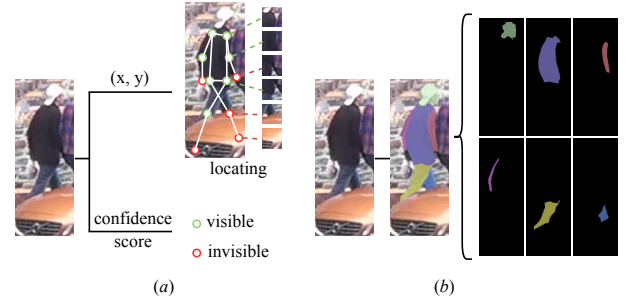 (x, y)
locating
confidence
score
visible
invisible
(a)
(b)